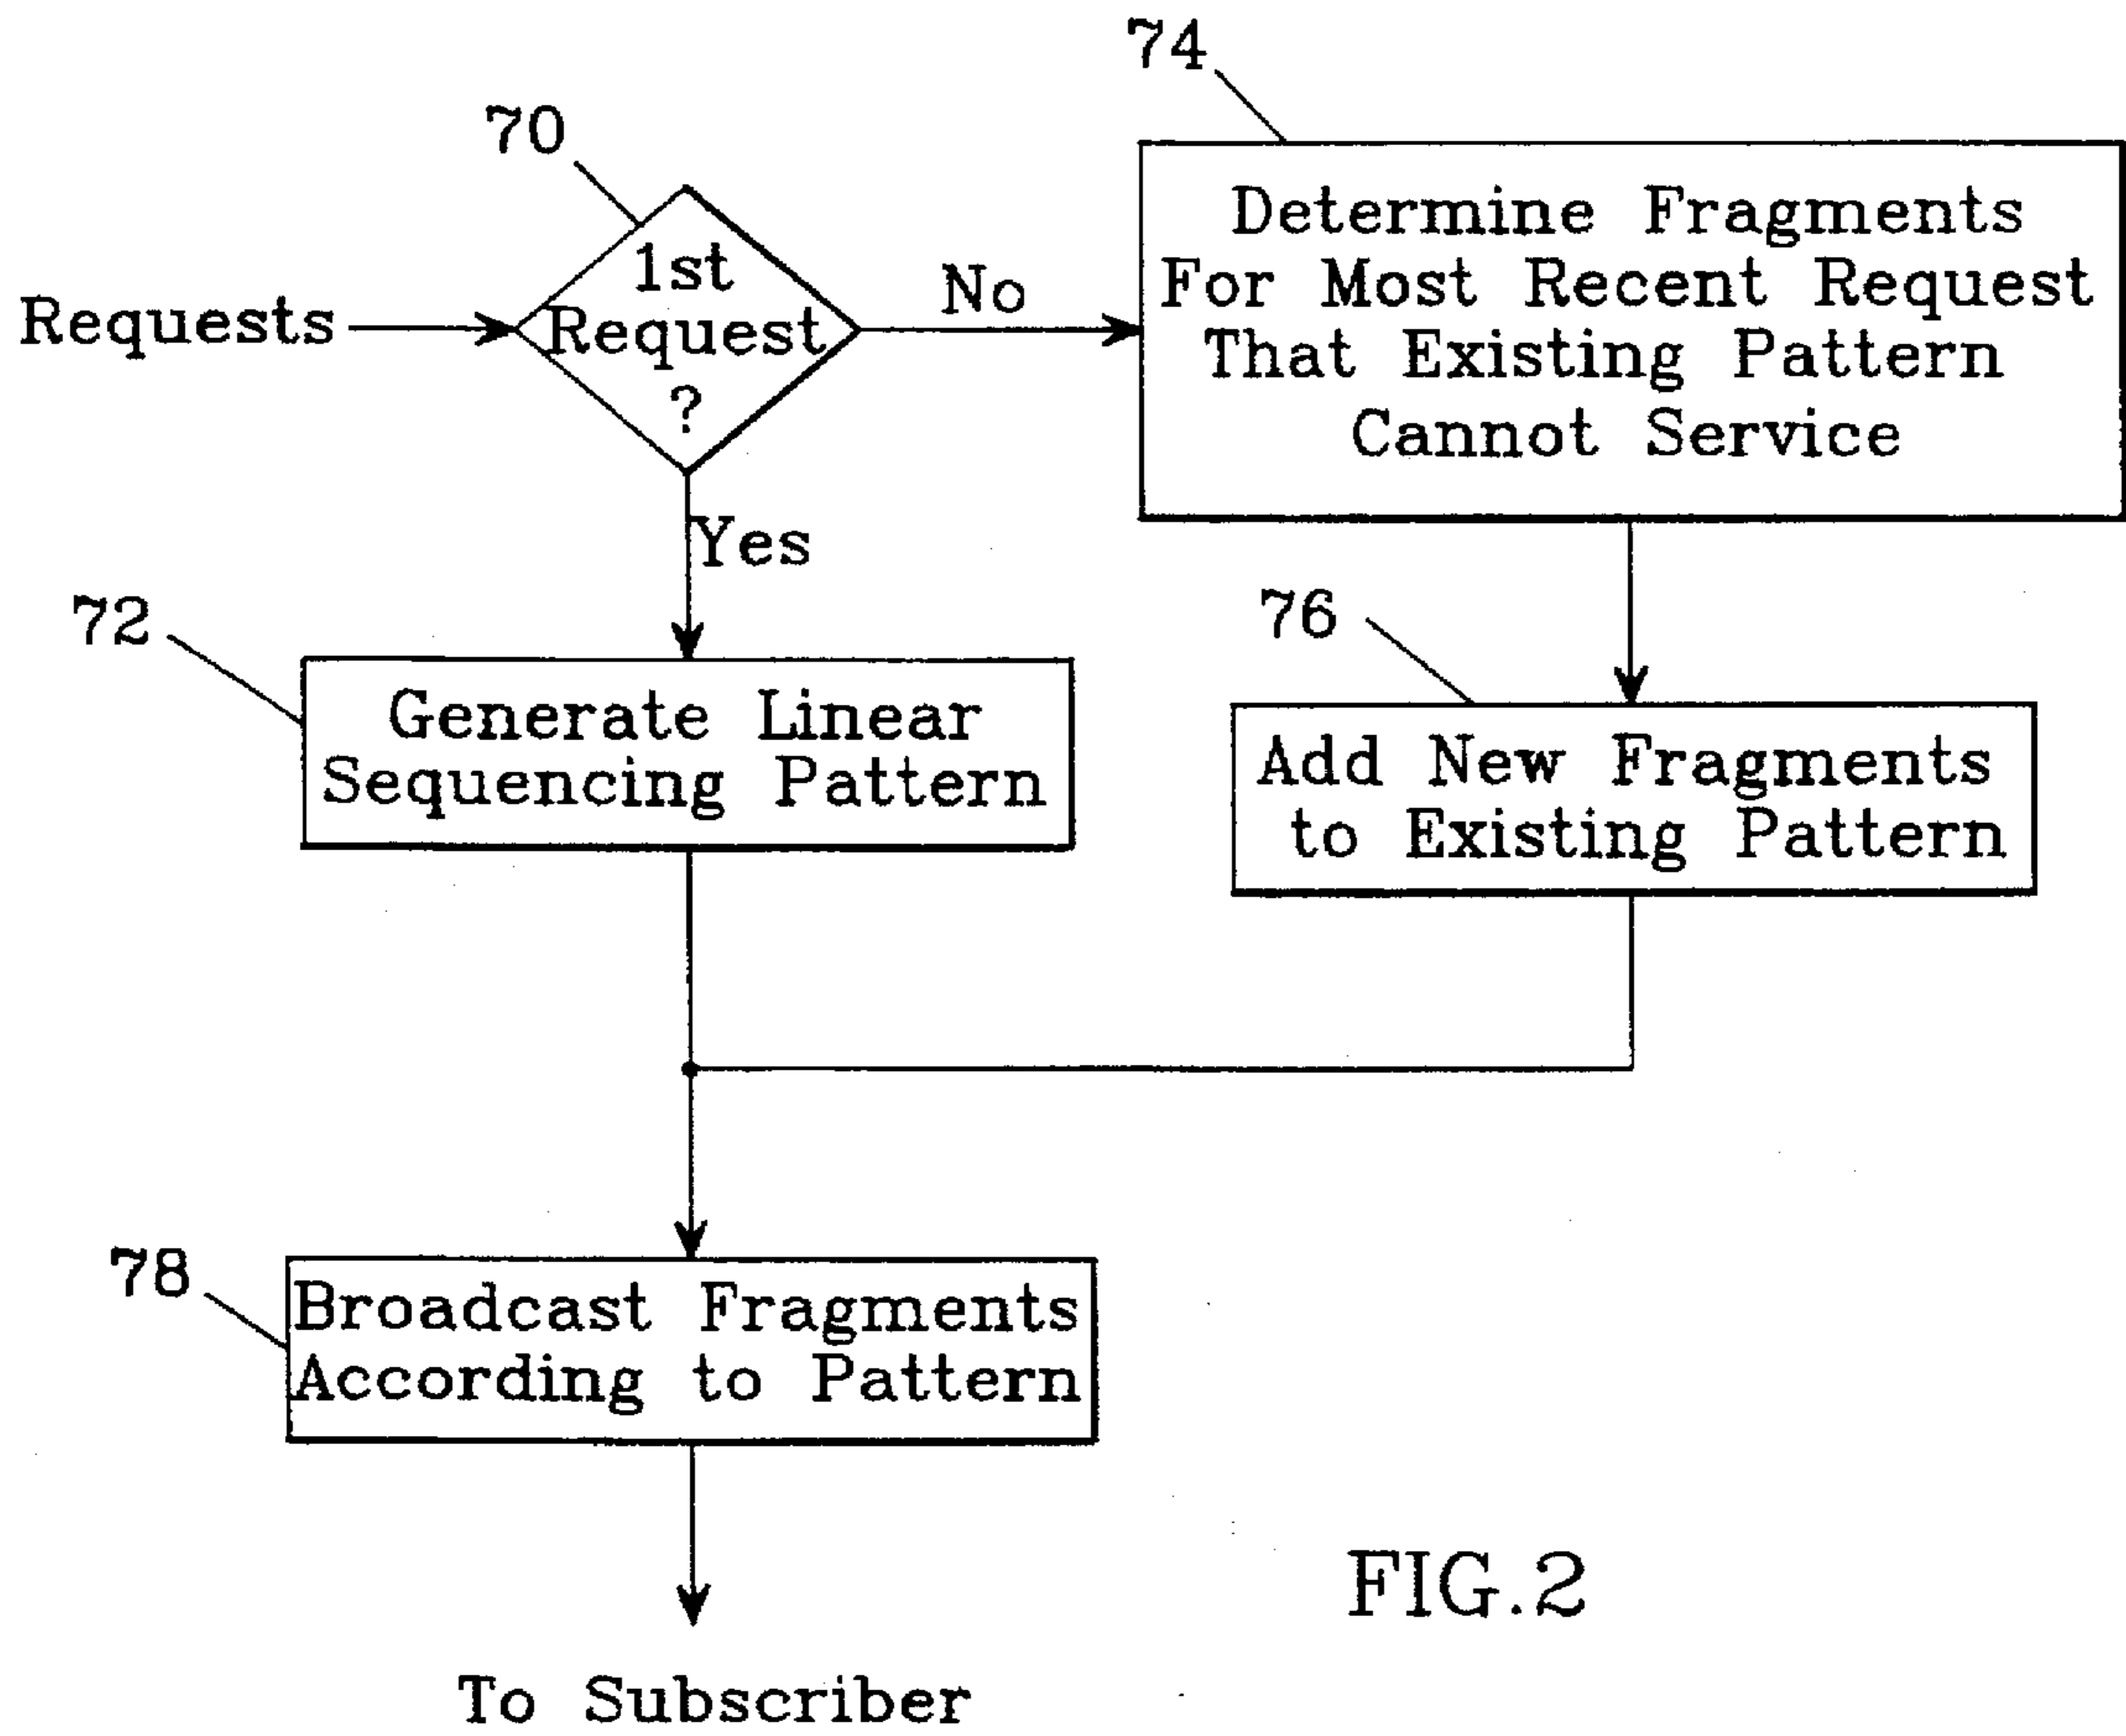 74
70
Determine Fragments
For Most Recent Request
That Existing Pattern
Cannot Service
1st
Request
?
Requests
No
Yes
72
76
Generate Linear
Sequencing Pattern
Add New Fragments
to Existing Pattern
78
Broadcast Fragments
According to Pattern
FIG.2
To Subscriber